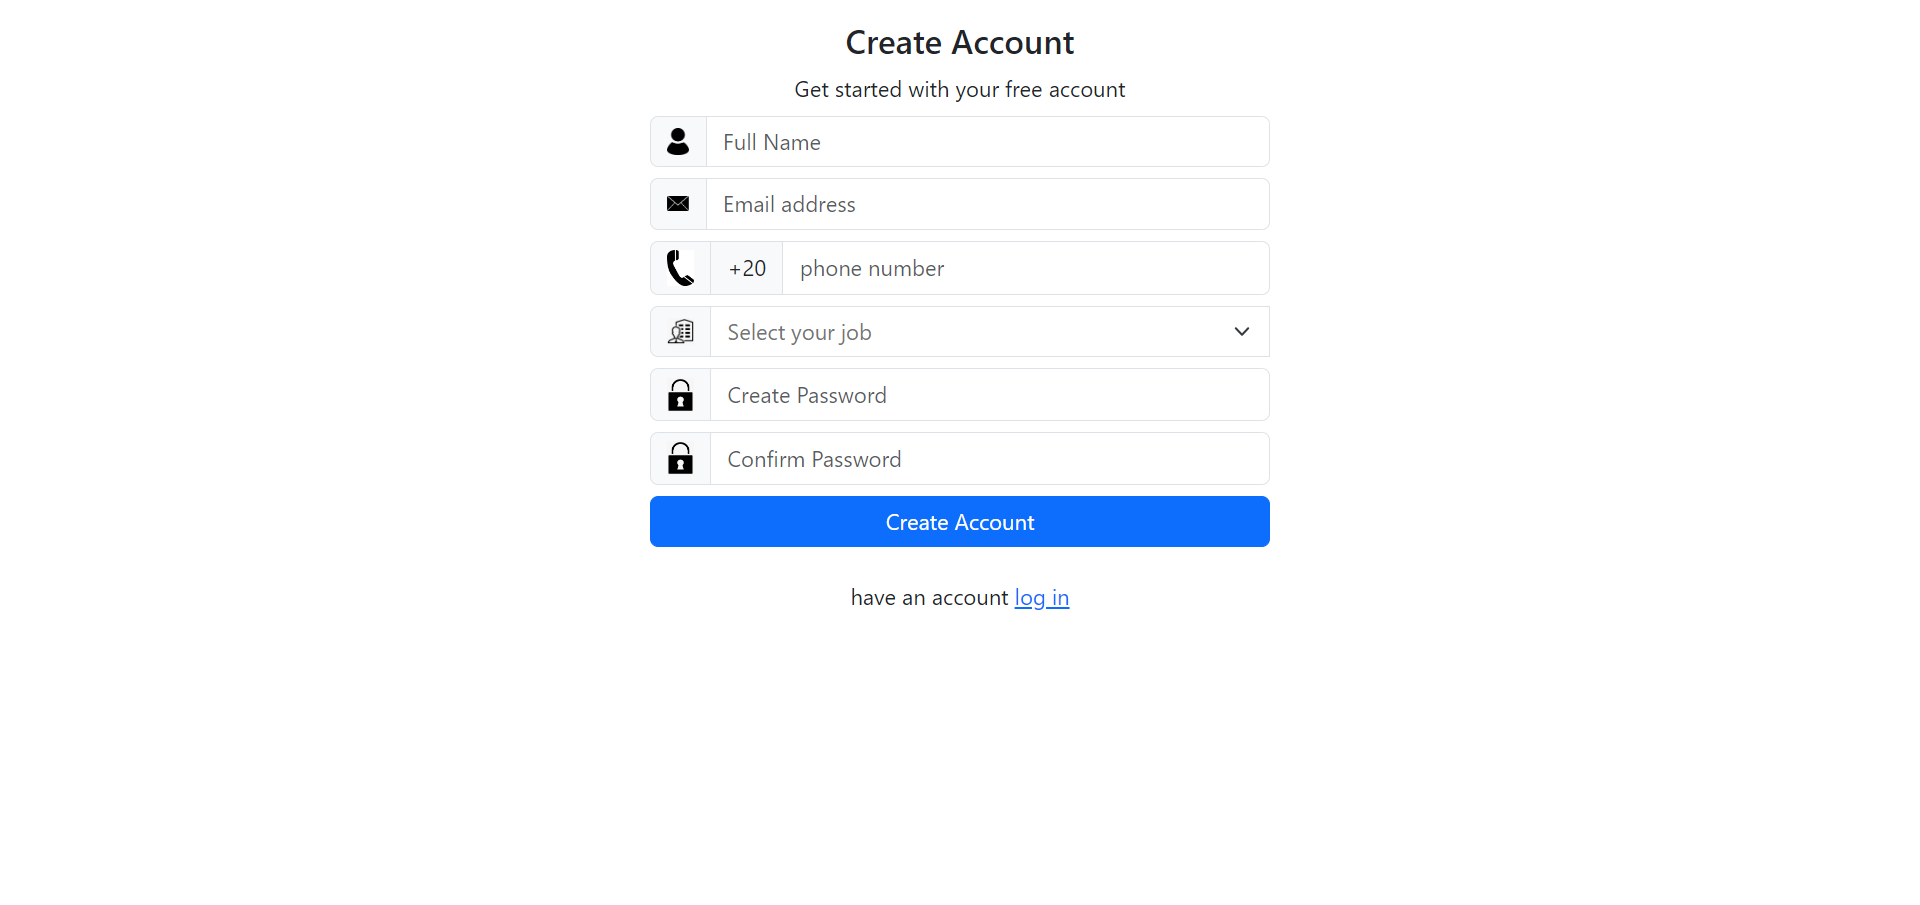 Create Account
Get started with your free account
Full Name
Email address
+20 phone number
Select your job
Create Password
Confirm Password
Create Account
have an account log in